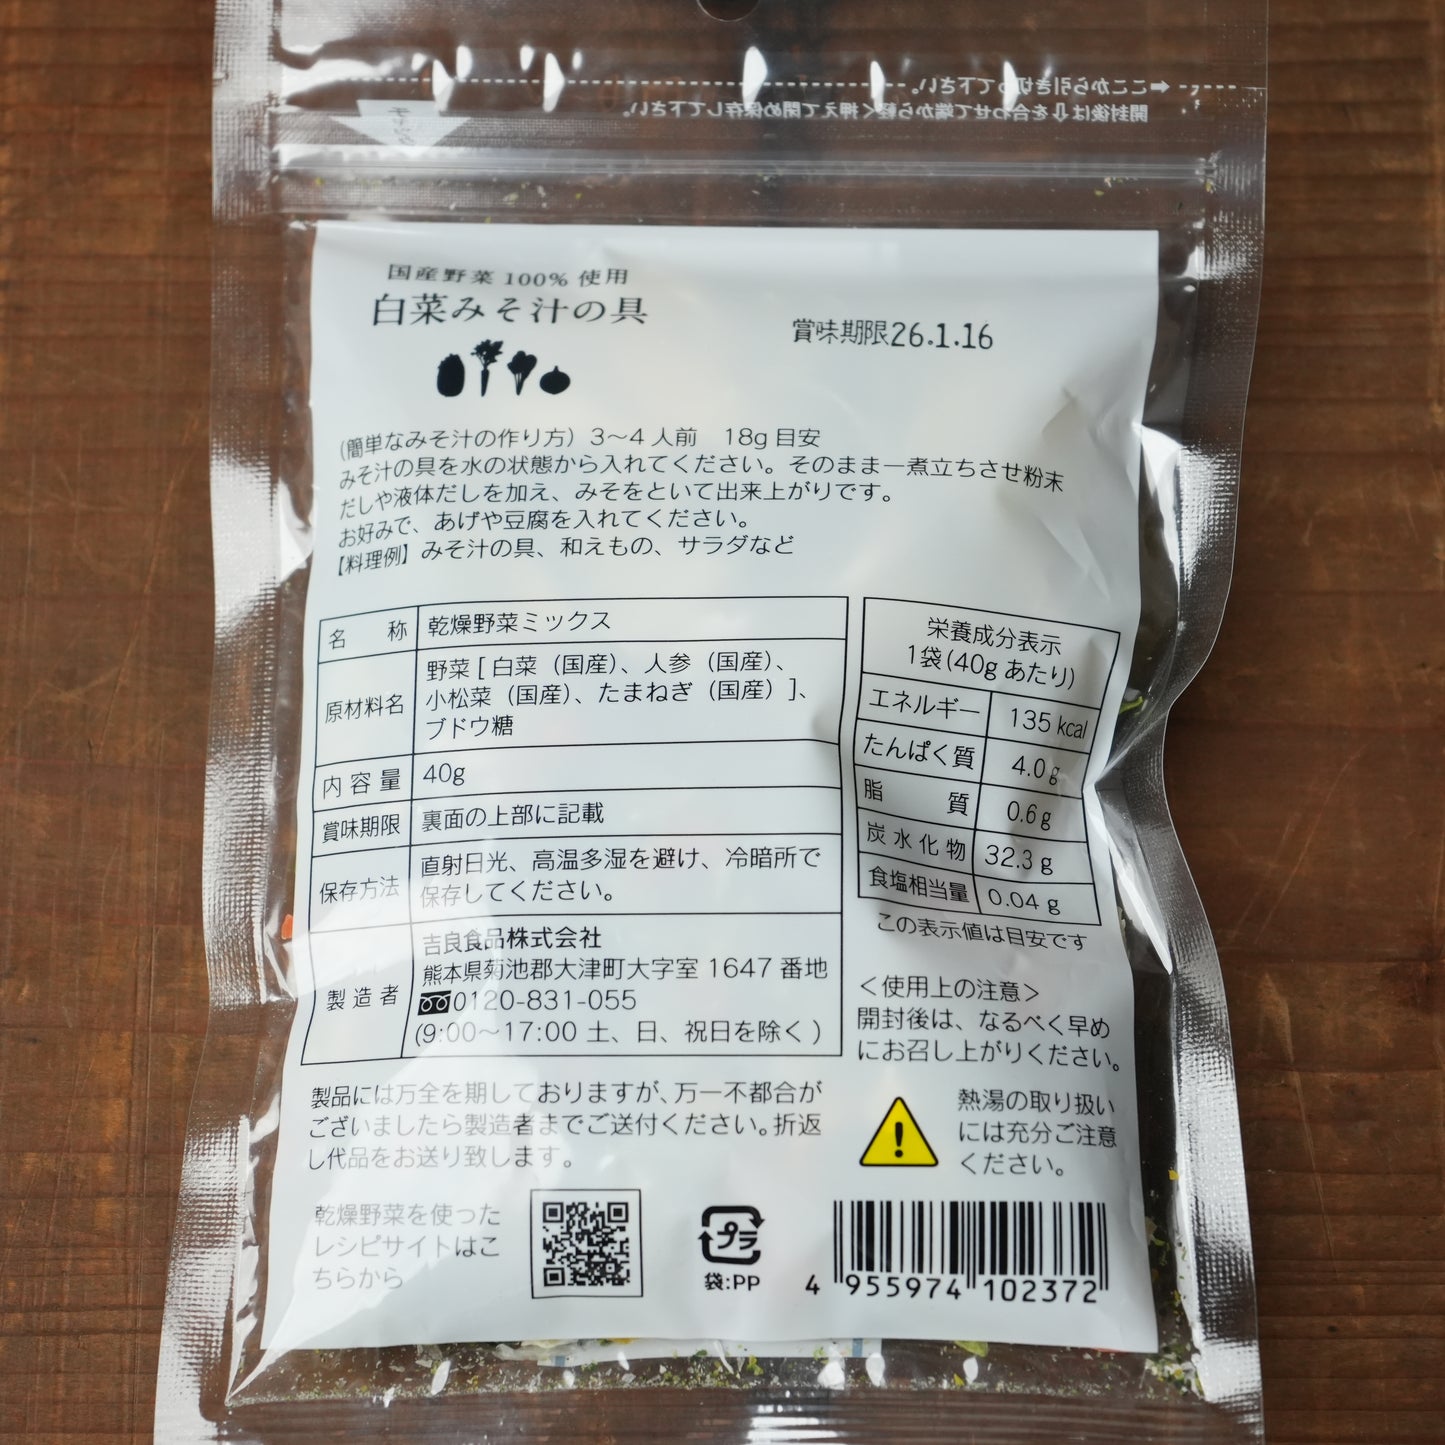 ⬅ここから引き切って下さい。
開封後は⇩を合わせて端から軽く押えて閉め保存して下さい。
国産野菜 100% 使用
白菜みそ汁の具
賞味期限26.1.16
(簡単なみそ汁の作り方) 3〜4 人前 18g 目安
みそ汁の具を水の状態から入れてください。そのまま一煮立ちさせ粉末
だしや液体だしを加え、みそをといて出来上がりです。
お好みで、あげや豆腐を入れてください。
【料理例】みそ汁の具、和えもの、サラダなど
名 称 乾燥野菜ミックス
原材料名 野菜 [ 白菜（国産）、人参（国産）、
小松菜（国産）、たまねぎ（国産）]、
ブドウ糖
内容量 40g
賞味期限 裏面の上部に記載
保存方法 直射日光、高温多湿を避け、冷暗所で
保存してください。
製造者 吉良食品株式会社
熊本県菊池郡大津町大字室 1647 番地
0120-831-055
(9:00〜17:00 土、日、祝日を除く )
栄養成分表示
1袋(40g あたり)
エネルギー 135 kcal
たんぱく質 4.0 g
脂 質 0.6 g
炭水化物 32.3 g
食塩相当量 0.04 g
この表示値は目安です
＜使用上の注意＞
開封後は、なるべく早め
にお召し上がりください。
熱湯の取り扱い
には充分ご注意
ください。
製品には万全を期しておりますが、万一不都合が
ございましたら製造者までご送付ください。折返
し代品をお送り致します。
乾燥野菜を使った
レシピサイトはこ
ちらから
プラ
袋:PP
4 955974 102372